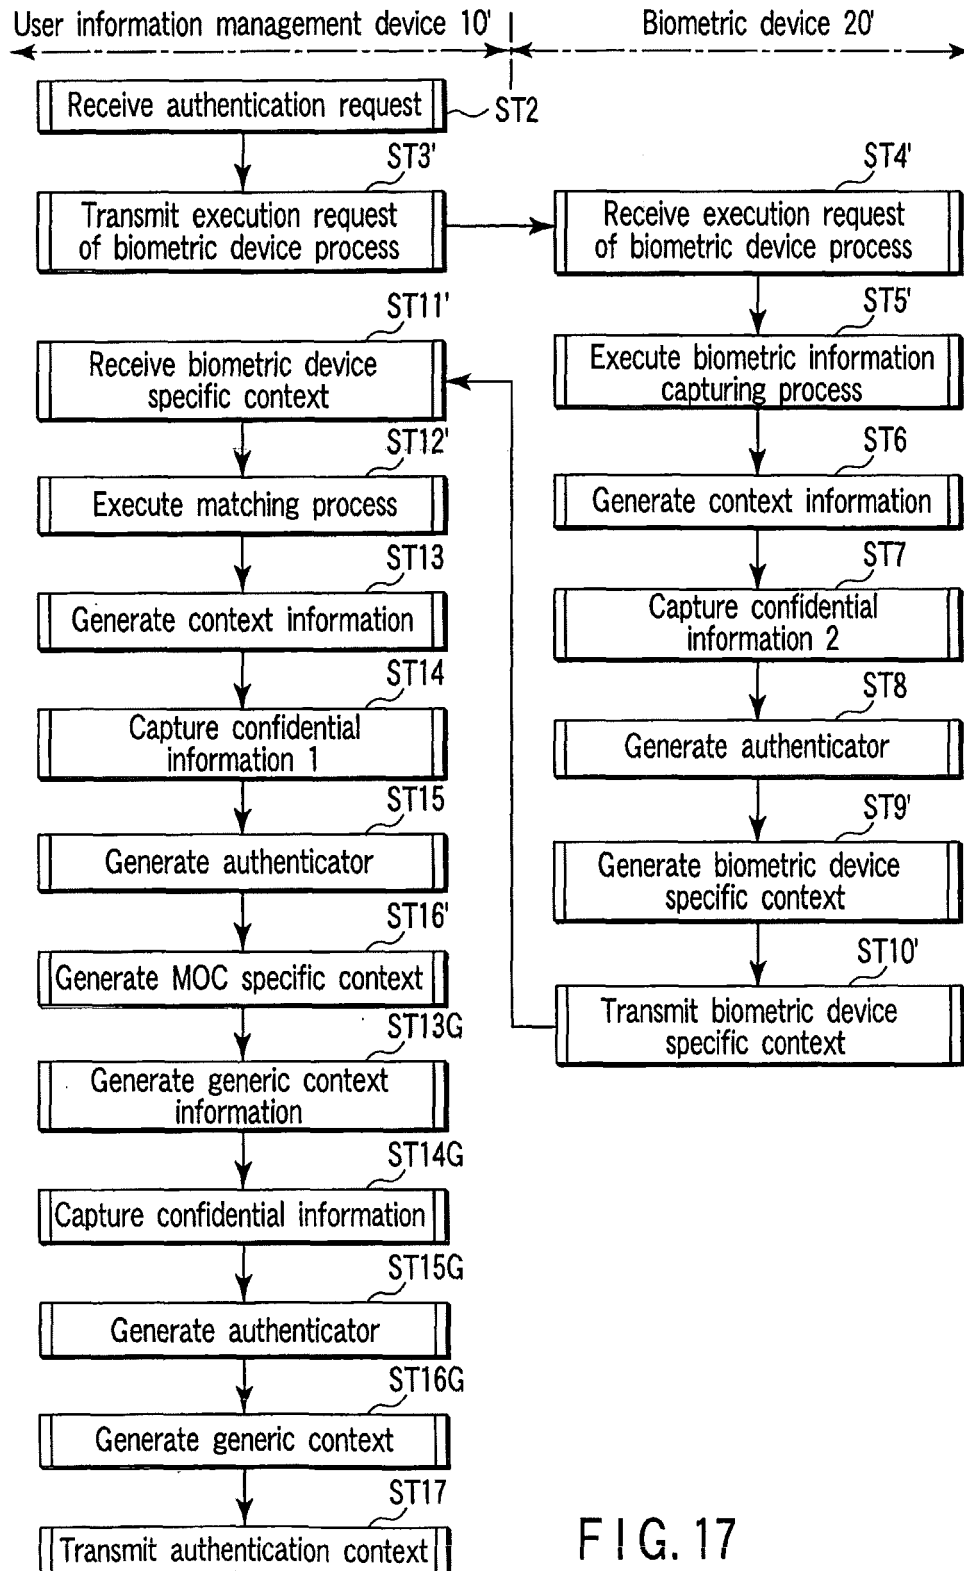 User information management device 10'
Biometric device 20'
Receive authentication request
ST2
ST3'
Transmit execution request
of biometric device process
ST4'
Receive execution request
of biometric device process
ST5'
Execute biometric information
capturing process
ST6
Generate context information
ST7
Capture confidential
information 2
ST8
Generate authenticator
ST9'
Generate biometric device
specific context
ST10'
Transmit biometric device
specific context
ST11'
Receive biometric device
specific context
ST12'
Execute matching process
ST13
Generate context information
ST14
Capture confidential
information 1
ST15
Generate authenticator
ST16'
Generate MOC specific context
ST13G
Generate generic context
information
ST14G
Capture confidential information
ST15G
Generate authenticator
ST16G
Generate generic context
ST17
Transmit authentication context
FIG. 17